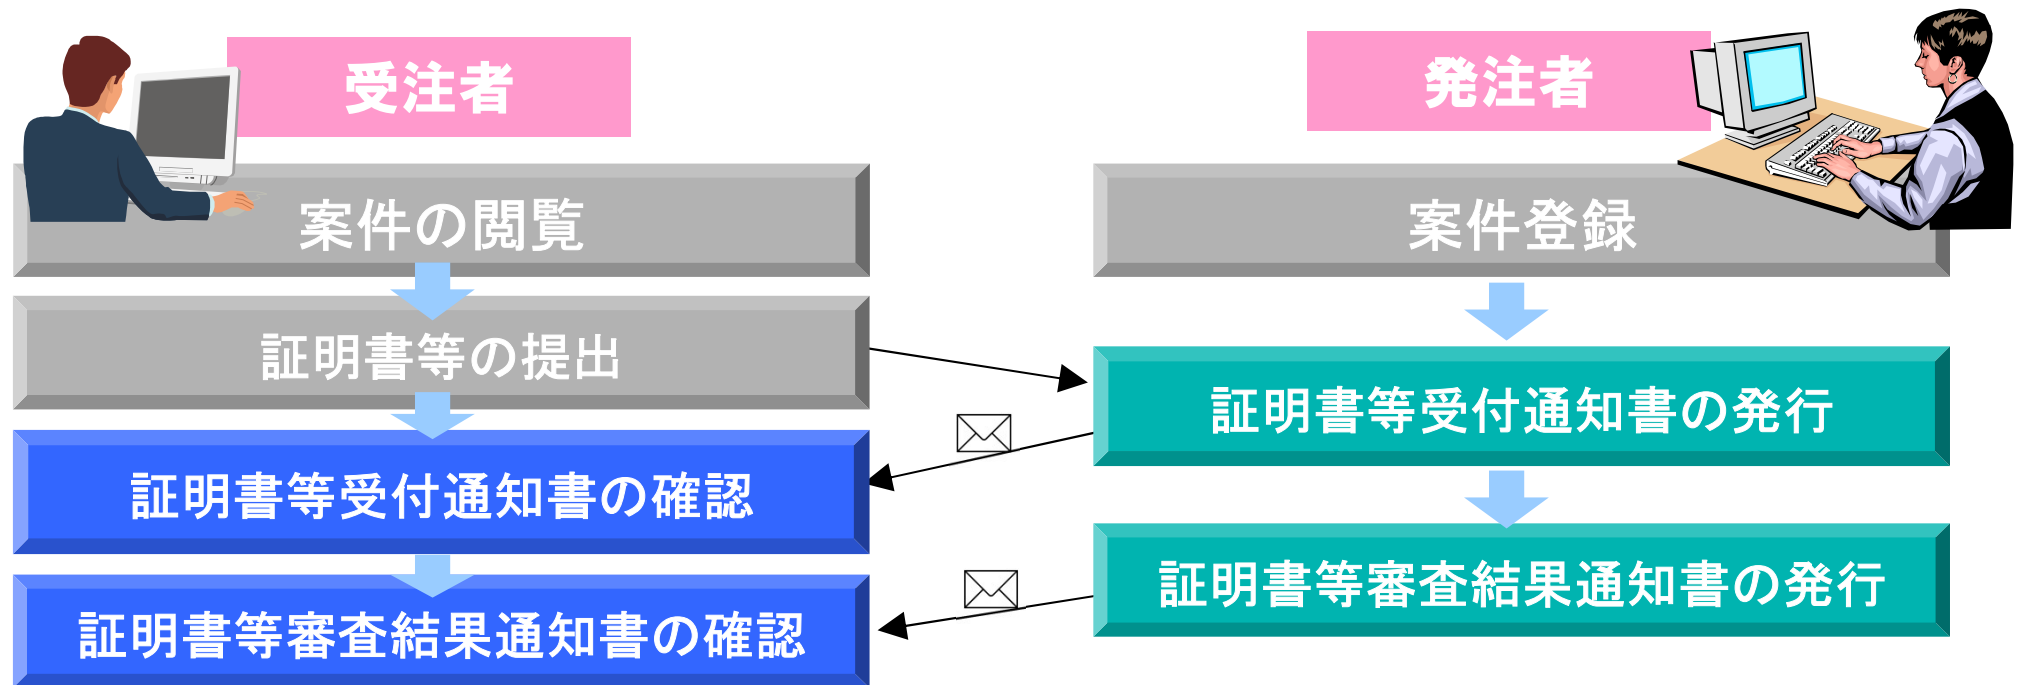 受注者
案件の閲覧
証明書等の提出
証明書等受付通知書の確認
証明書等審査結果通知書の確認
発注者
案件登録
証明書等受付通知書の発行
証明書等審査結果通知書の発行